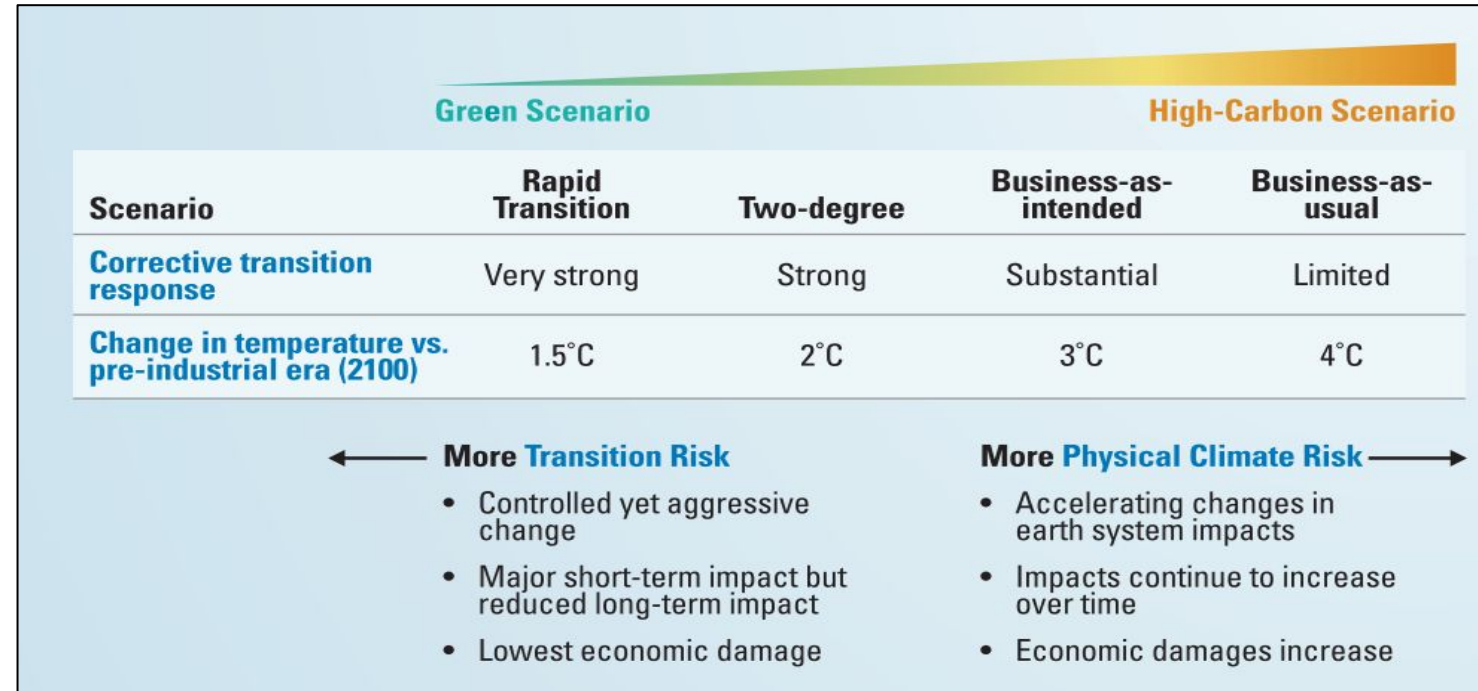 Green Scenario High-Carbon Scenario
Scenario Rapid Transition Two-degree Business-as-intended Business-as-usual
Corrective transition response Very strong Strong Substantial Limited
Change in temperature vs. pre-industrial era (2100) 1.5°C 2°C 3°C 4°C
More Transition Risk
• Controlled yet aggressive
change
• Major short-term impact but
reduced long-term impact
• Lowest economic damage
More Physical Climate Risk
• Accelerating changes in
earth system impacts
• Impacts continue to increase
over time
• Economic damages increase